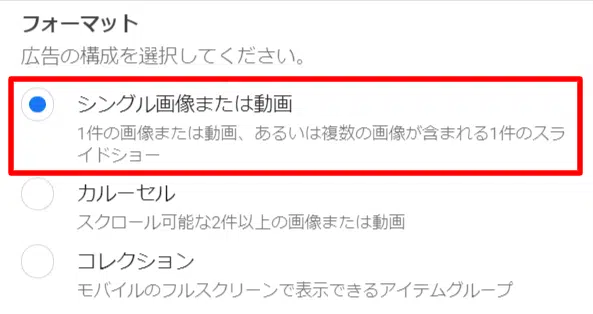 フォーマット
広告の構成を選択してください。
シングル画像または動画
1件の画像または動画、あるいは複数の画像が含まれる1件のスラ
イドショー
カルーセル
スクロール可能な2件以上の画像または動画
コレクション
モバイルのフルスクリーンで表示できるアイテムグループ